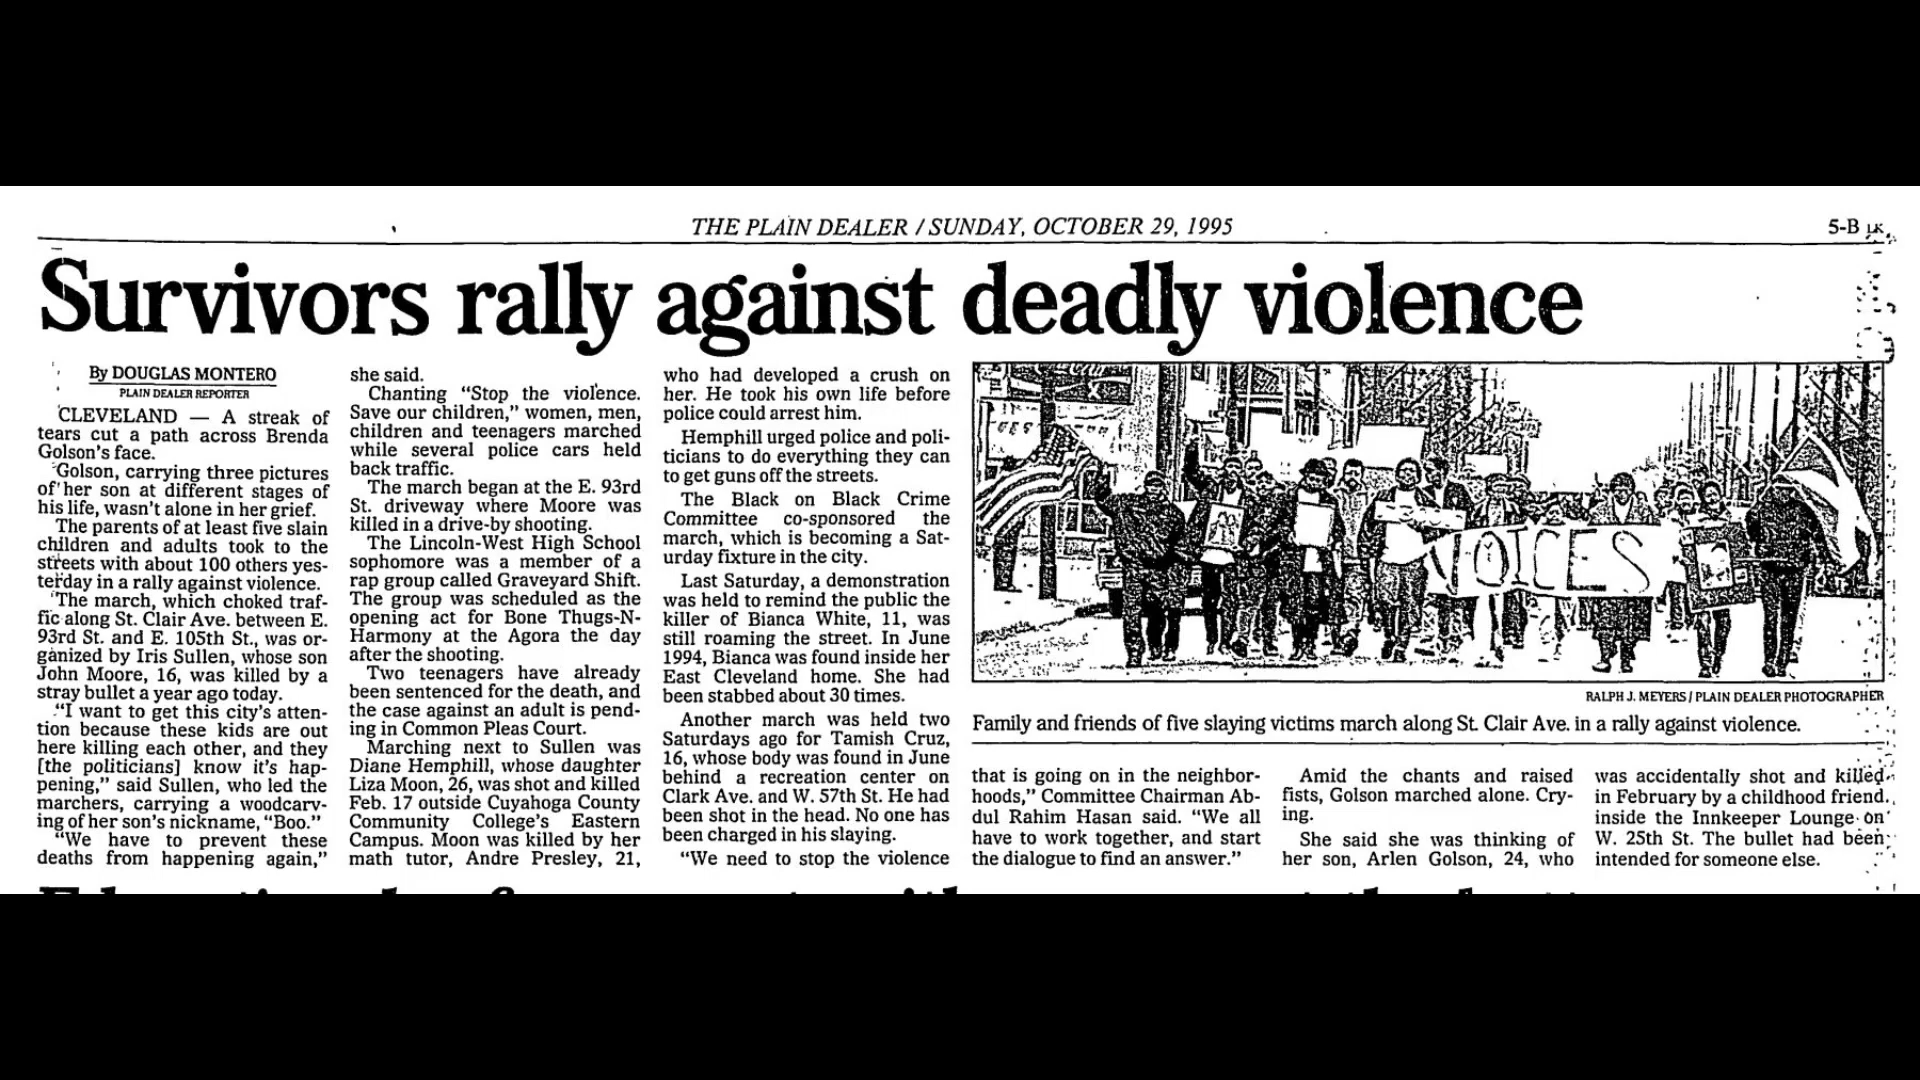 THE PLAIN DEALER / SUNDAY, OCTOBER 29, 1995
5-B
Survivors rally against deadly violence
By DOUGLAS MONTERO
PLAIN DEALER REPORTER
CLEVELAND — A streak of
tears cut a path across Brenda
Golson's face.
Golson, carrying three pictures
of her son at different stages of
his life, wasn't alone in her grief.
The parents of at least five slain
children and adults took to the
streets with about 100 others yes-
terday in a rally against violence.
The march, which choked traf-
fic along St. Clair Ave. between E.
93rd St. and E. 105th St., was or-
ganized by Iris Sullen, whose son
John Moore, 16, was killed by a
stray bullet a year ago today.
“I want to get this city's atten-
tion because these kids are out
here killing each other, and they
[the politicians] know it's hap-
pening,” said Sullen, who led the
marchers, carrying a woodcarv-
ing of her son's nickname, “Boo.”
“We have to prevent these
deaths from happening again,”
she said.
Chanting “Stop the violence.
Save our children,” women, men,
children and teenagers marched
while several police cars held
back traffic.
The march began at the E. 93rd
St. driveway where Moore was
killed in a drive-by shooting.
The Lincoln-West High School
sophomore was a member of a
rap group called Graveyard Shift.
The group was scheduled as the
opening act for Bone Thugs-N-
Harmony at the Agora the day
after the shooting.
Two teenagers have already
been sentenced for the death, and
the case against an adult is pend-
ing in Common Pleas Court.
Marching next to Sullen was
Diane Hemphill, whose daughter
Liza Moon, 26, was shot and killed
Feb. 17 outside Cuyahoga County
Community College's Eastern
Campus. Moon was killed by her
math tutor, Andre Presley, 21,
who had developed a crush on
her. He took his own life before
police could arrest him.
Hemphill urged police and poli-
ticians to do everything they can
to get guns off the streets.
The Black on Black Crime
Committee co-sponsored the
march, which is becoming a Sat-
urday fixture in the city.
Last Saturday, a demonstration
was held to remind the public the
killer of Bianca White, 11, was
still roaming the street. In June
1994, Bianca was found inside her
East Cleveland home. She had
been stabbed about 30 times.
Another march was held two
Saturdays ago for Tamish Cruz,
16, whose body was found in June
behind a recreation center on
Clark Ave. and W. 57th St. He had
been shot in the head. No one has
been charged in his slaying.
“We need to stop the violence
VOICES
RALPH J. MEYERS / PLAIN DEALER PHOTOGRAPHER
Family and friends of five slaying victims march along St. Clair Ave. in a rally against violence.
that is going on in the neighbor-
hoods,” Committee Chairman Ab-
dul Rahim Hasan said. “We all
have to work together, and start
the dialogue to find an answer.”
Amid the chants and raised
fists, Golson marched alone. Cry-
ing.
She said she was thinking of
her son, Arlen Golson, 24, who
was accidentally shot and killed
in February by a childhood friend
inside the Innkeeper Lounge on
W. 25th St. The bullet had been
intended for someone else.